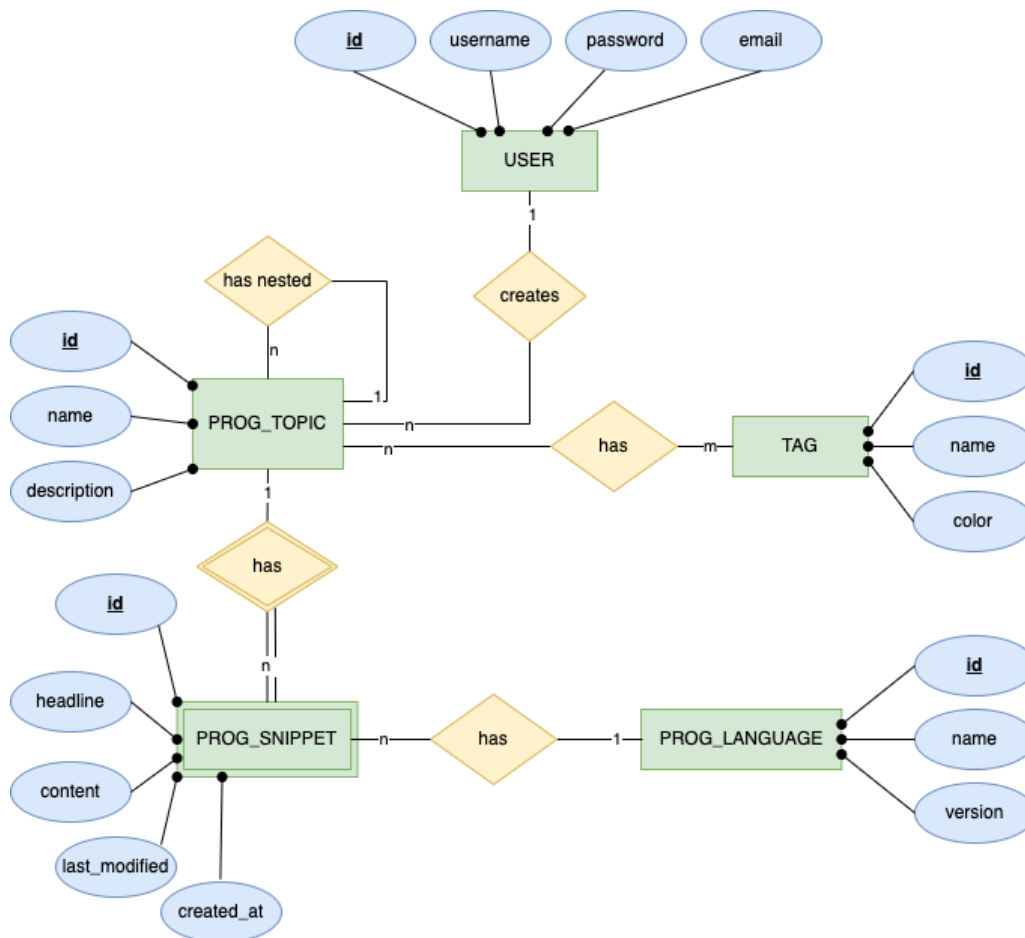 id
username
password
email
USER
1
has nested
creates
n
id
1
id
name
PROG_TOPIC
n
has
n
m
TAG
name
description
1
color
has
id
n
id
headline
PROG_SNIPPET
n
has
1
PROG_LANGUAGE
name
content
version
last_modified
created_at